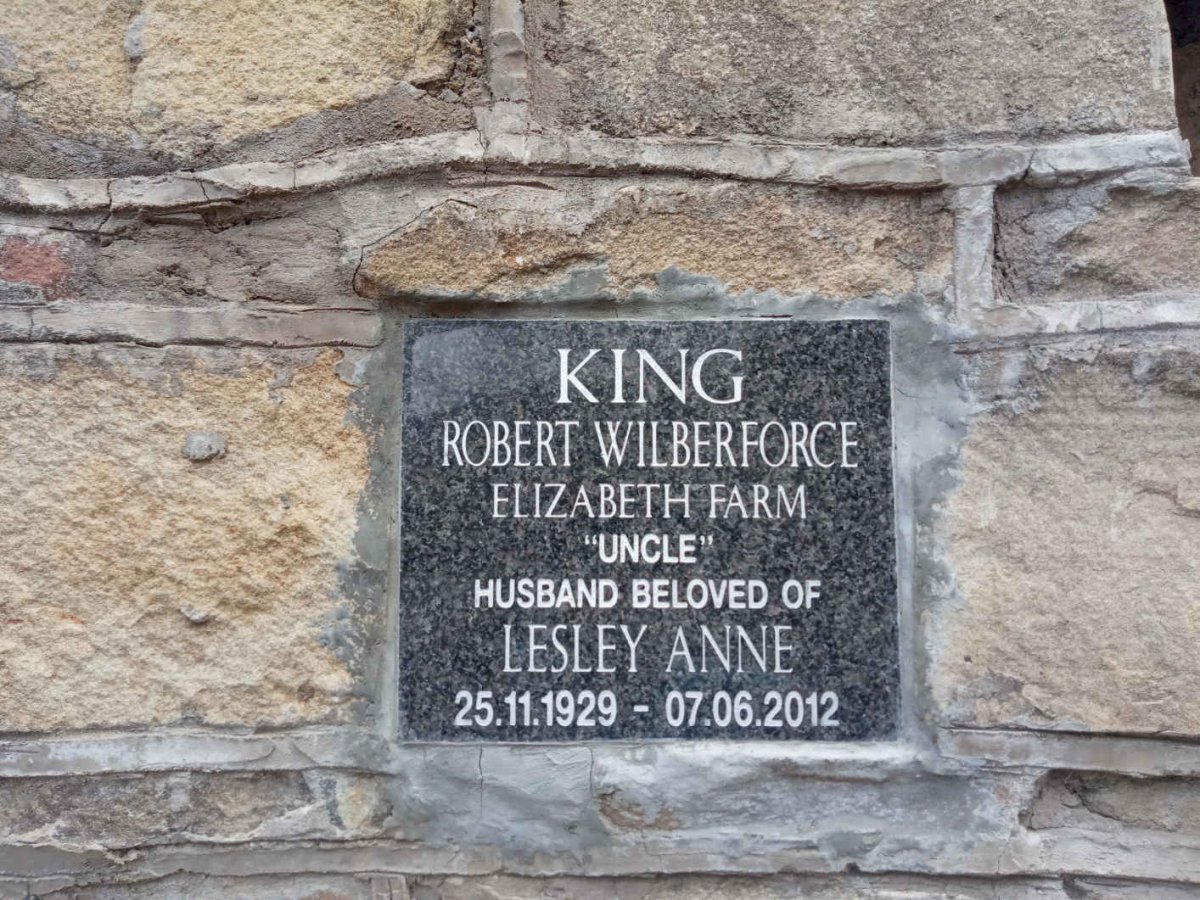 KING
ROBERT WILBERFORCE
ELIZABETH FARM
"UNCLE"
HUSBAND BELOVED OF
LESLEY ANNE
25.11.1929 - 07.06.2012